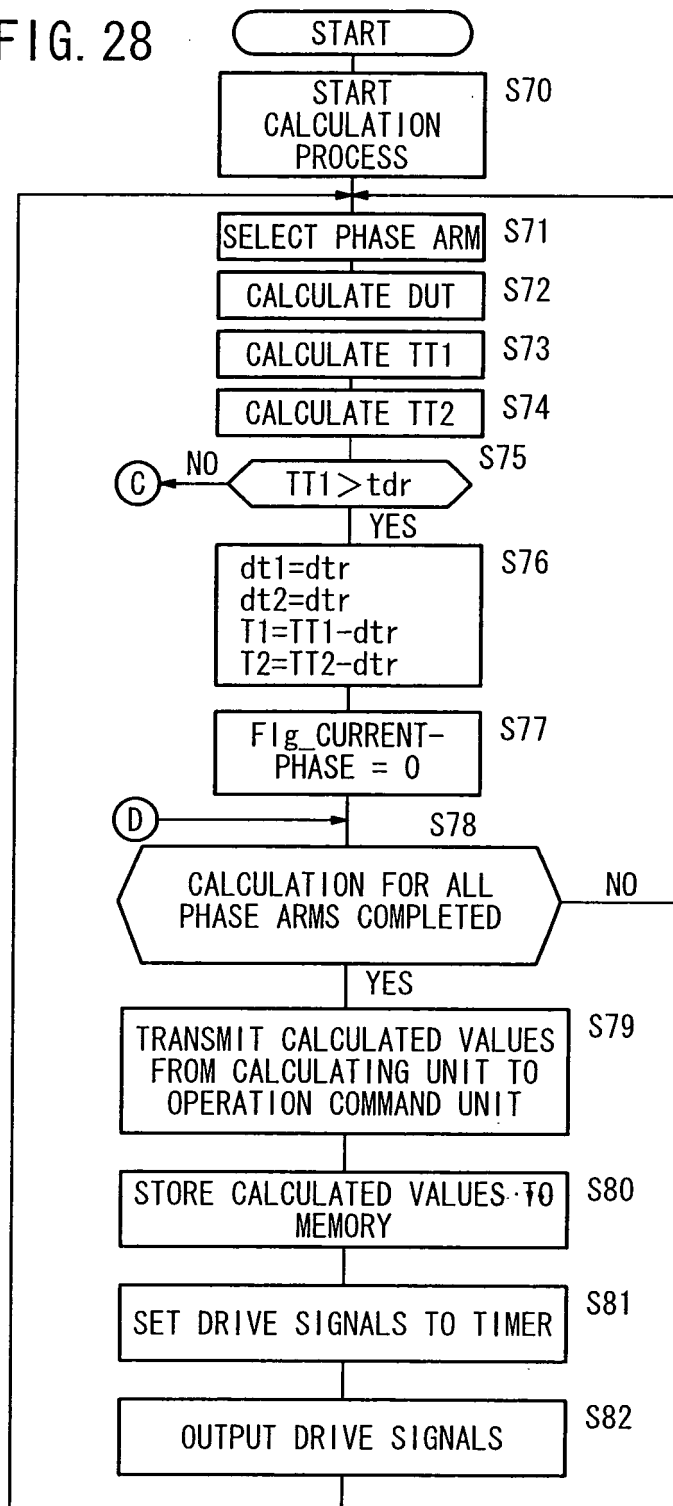 FIG. 28
START
START
CALCULATION
PROCESS
S70
SELECT PHASE ARM
S71
CALCULATE DUT
S72
CALCULATE TT1
S73
CALCULATE TT2
S74
S75
NO
C
TT1>tdr
YES
dt1=dtr
dt2=dtr
T1=TT1-dtr
T2=TT2-dtr
S76
Flg_CURRENT-
PHASE = 0
S77
D
S78
CALCULATION FOR ALL
PHASE ARMS COMPLETED
NO
YES
TRANSMIT CALCULATED VALUES
FROM CALCULATING UNIT TO
OPERATION COMMAND UNIT
S79
STORE CALCULATED VALUES TO
MEMORY
S80
SET DRIVE SIGNALS TO TIMER
S81
OUTPUT DRIVE SIGNALS
S82